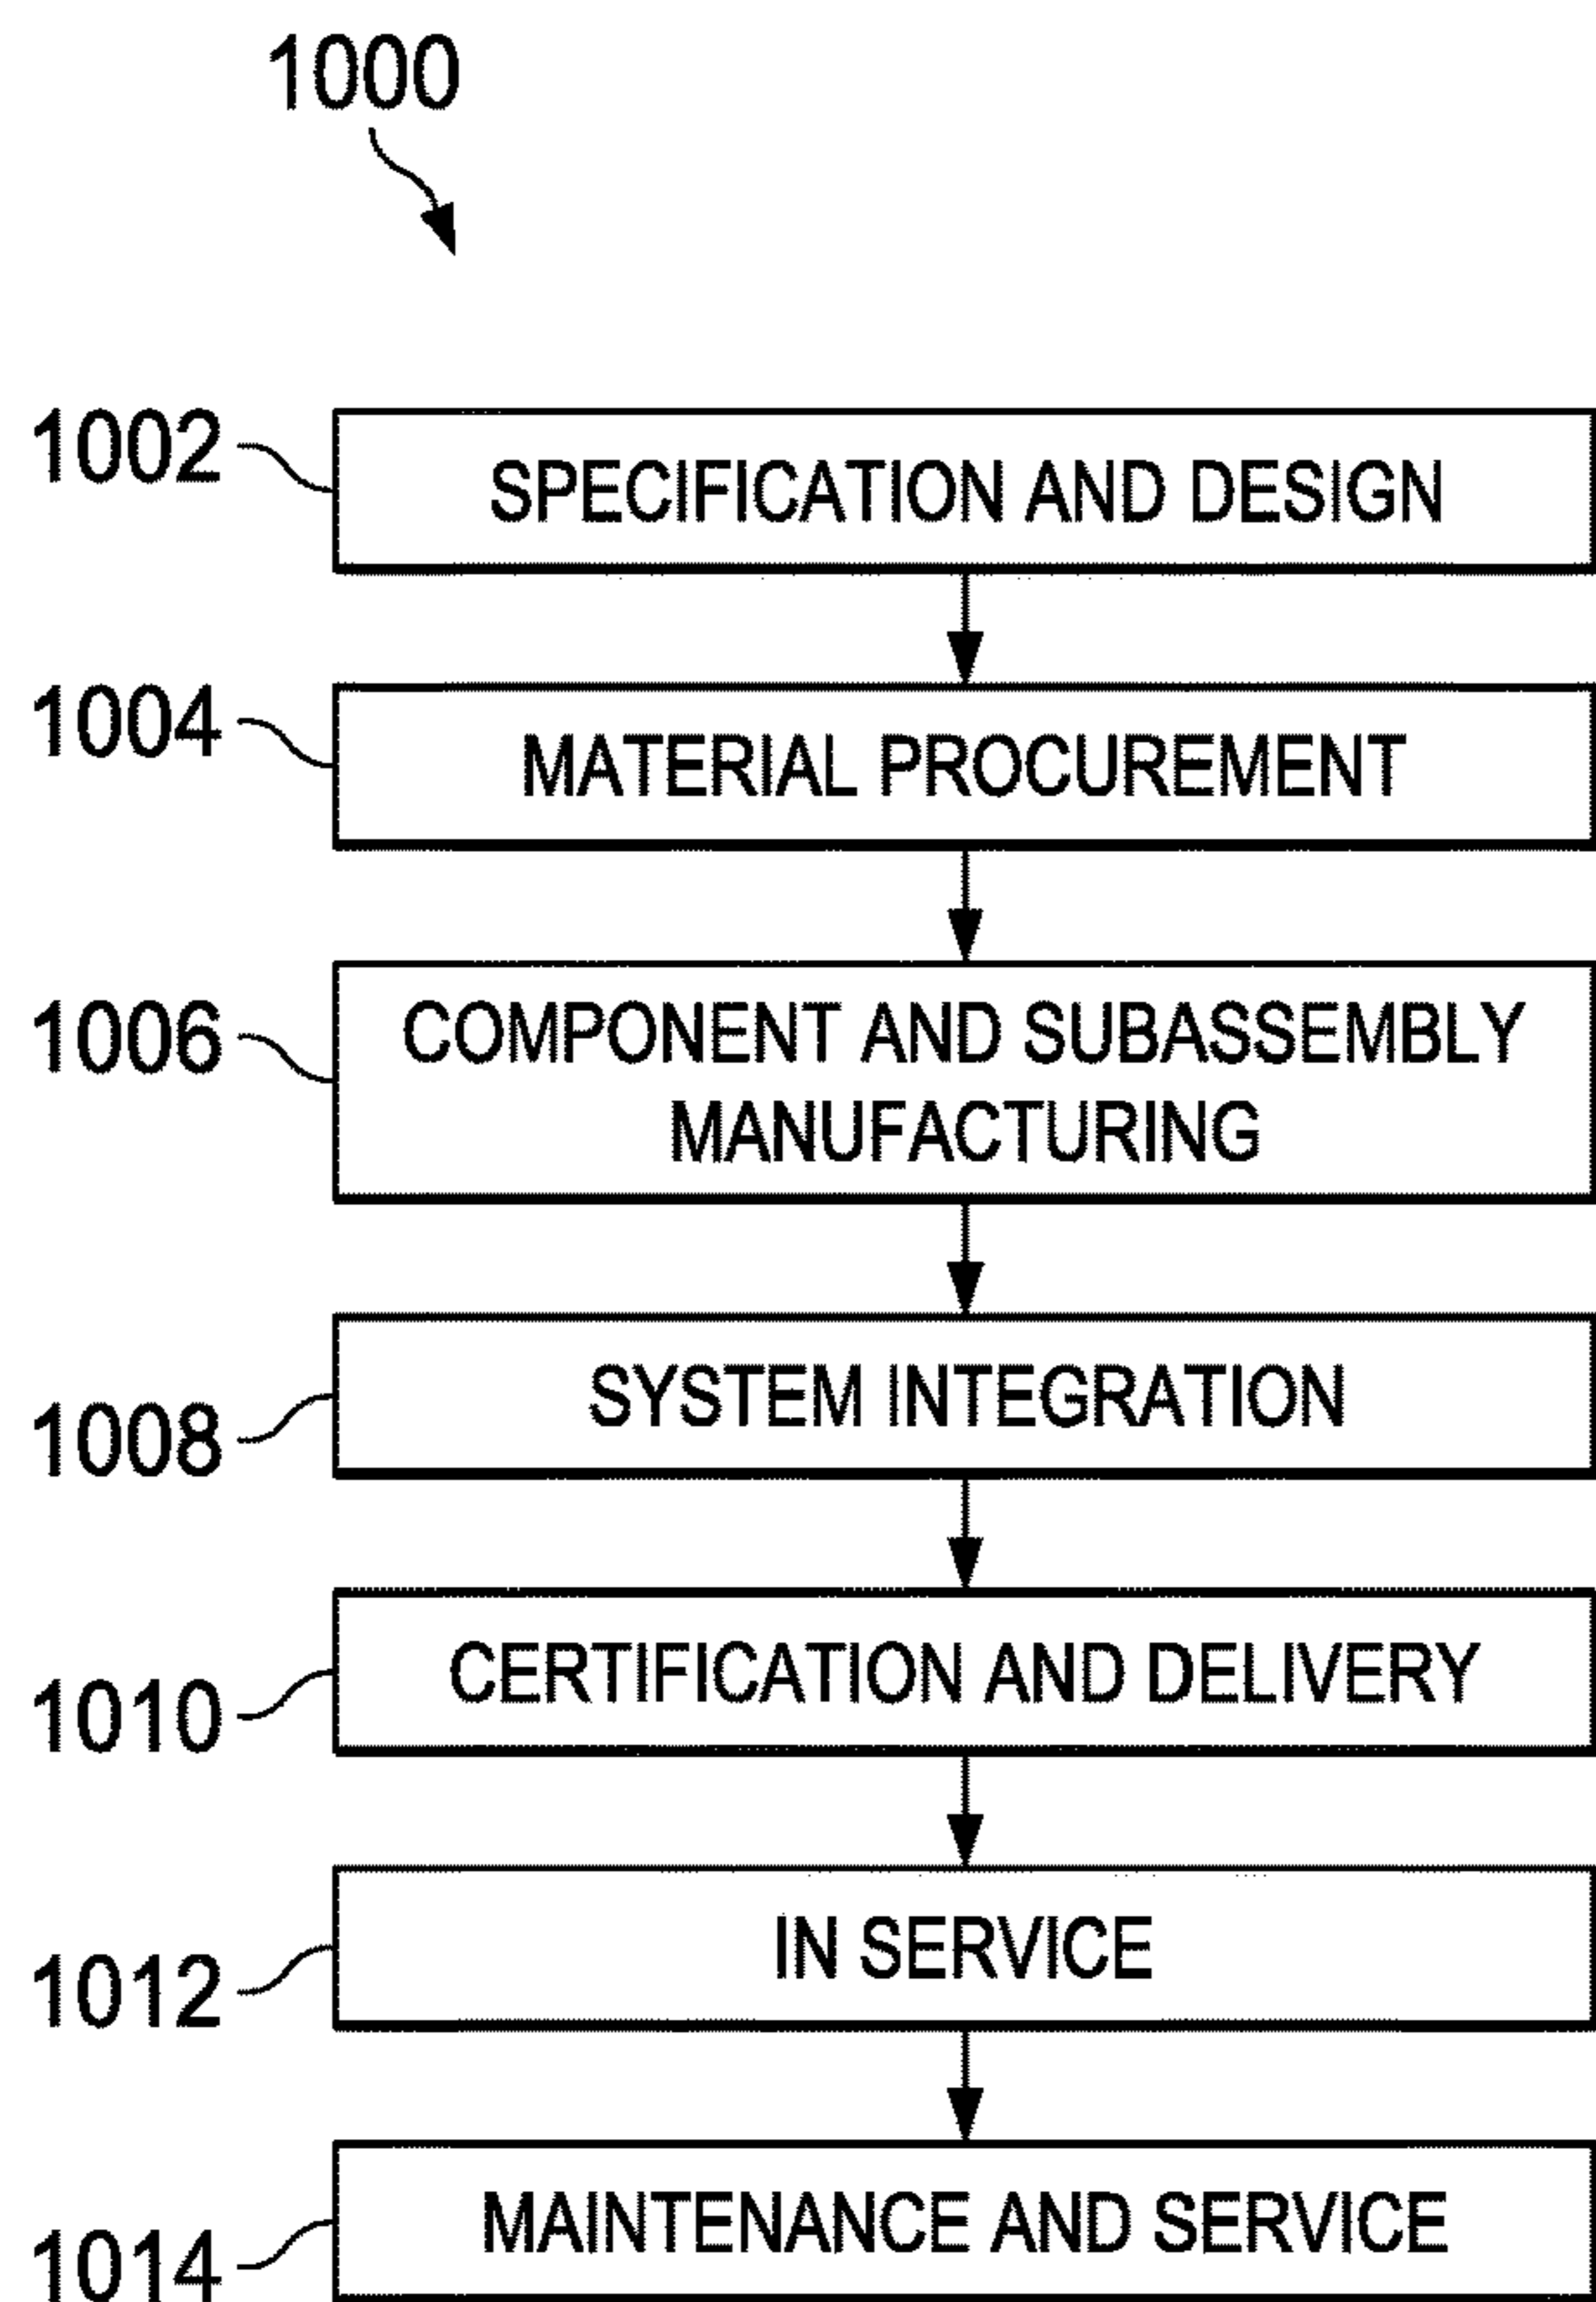 1000
1002
SPECIFICATION AND DESIGN
1004
MATERIAL PROCUREMENT
1006
COMPONENT AND SUBASSEMBLY
MANUFACTURING
1008
SYSTEM INTEGRATION
1010
CERTIFICATION AND DELIVERY
1012
IN SERVICE
1014
MAINTENANCE AND SERVICE